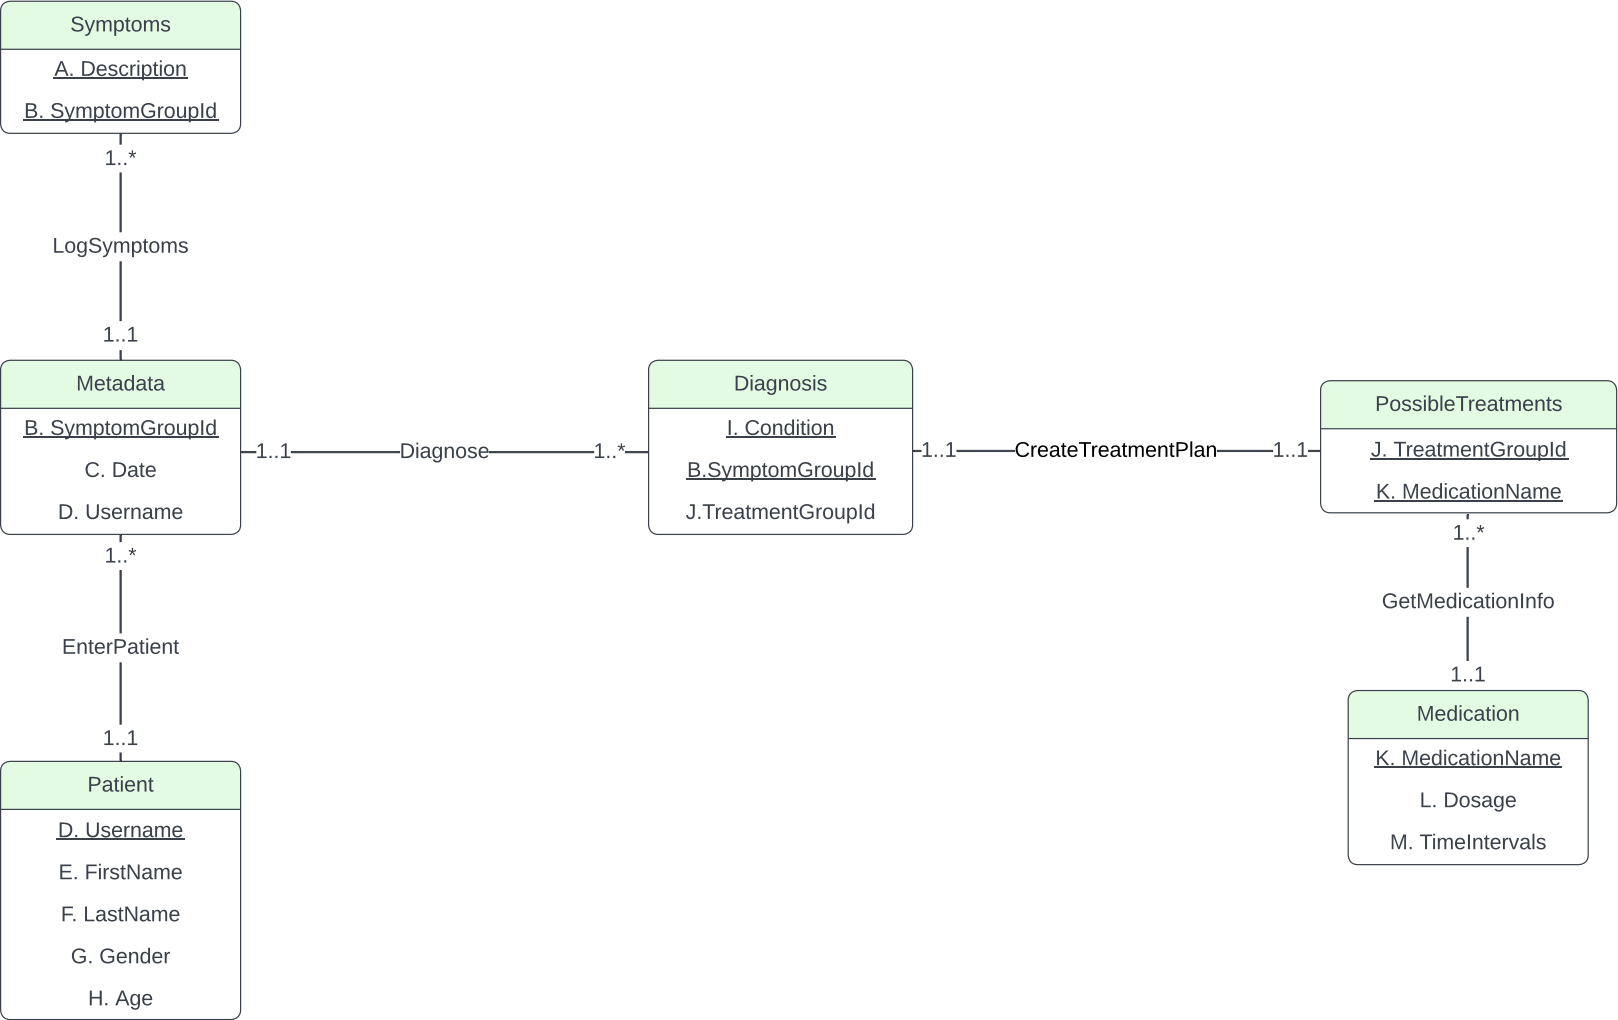 Symptoms
A. Description
B. SymptomGroupId
1..*
LogSymptoms
1..1
Metadata
B. SymptomGroupId
C. Date
D. Username
1..1
Diagnose
1..*
Diagnosis
I. Condition
B.SymptomGroupId
J.TreatmentGroupId
1..1
CreateTreatmentPlan
1..1
PossibleTreatments
J. TreatmentGroupId
K. MedicationName
1..*
GetMedicationInfo
1..1
Medication
K. MedicationName
L. Dosage
M. TimeIntervals
1..*
EnterPatient
1..1
Patient
D. Username
E. FirstName
F. LastName
G. Gender
H. Age